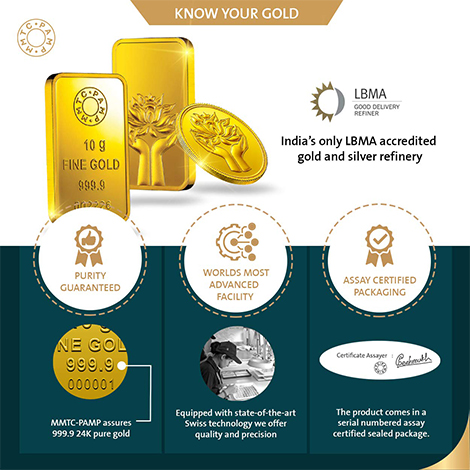 KNOW YOUR GOLD
MMTC·PAMP
MMTC·PAMP
10 g
FINE GOLD
999.9
LBMA
GOOD DELIVERY
REFINER
India's only LBMA accredited
gold and silver refinery
PURITY
GUARANTEED
WORLDS MOST
ADVANCED
FACILITY
ASSAY CERTIFIED
PACKAGING
10 g
NE GOL
999.9
000001
MMTC-PAMP assures
999.9 24K pure gold
Equipped with state-of-the-art
Swiss technology we offer
quality and precision
Certificate Assayer
The product comes in a
serial numbered assay
certified sealed package.